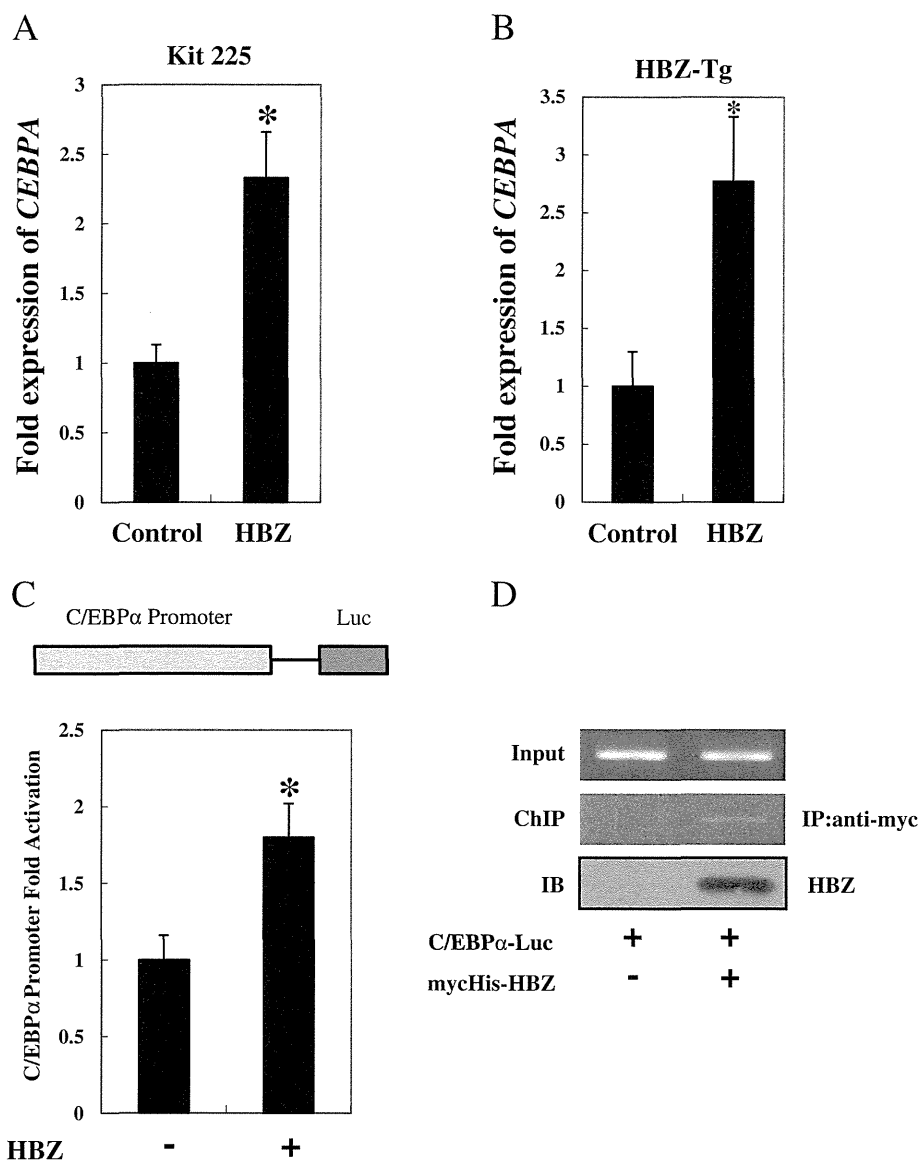 A
Kit 225
Fold expression of CEBPA
3
2.5
2
1.5
1
0.5
0
*
Control HBZ
B
HBZ-Tg
Fold expression of CEBPA
3.5
3
2.5
2
1.5
1
0.5
0
*
Control HBZ
C
C/EBPα Promoter Luc
C/EBPα Promoter Fold Activation
2.5
2
1.5
1
0.5
0
*
HBZ - +
D
Input
ChIP IP:anti-myc
IB HBZ
C/EBPα-Luc + +
mycHis-HBZ - +